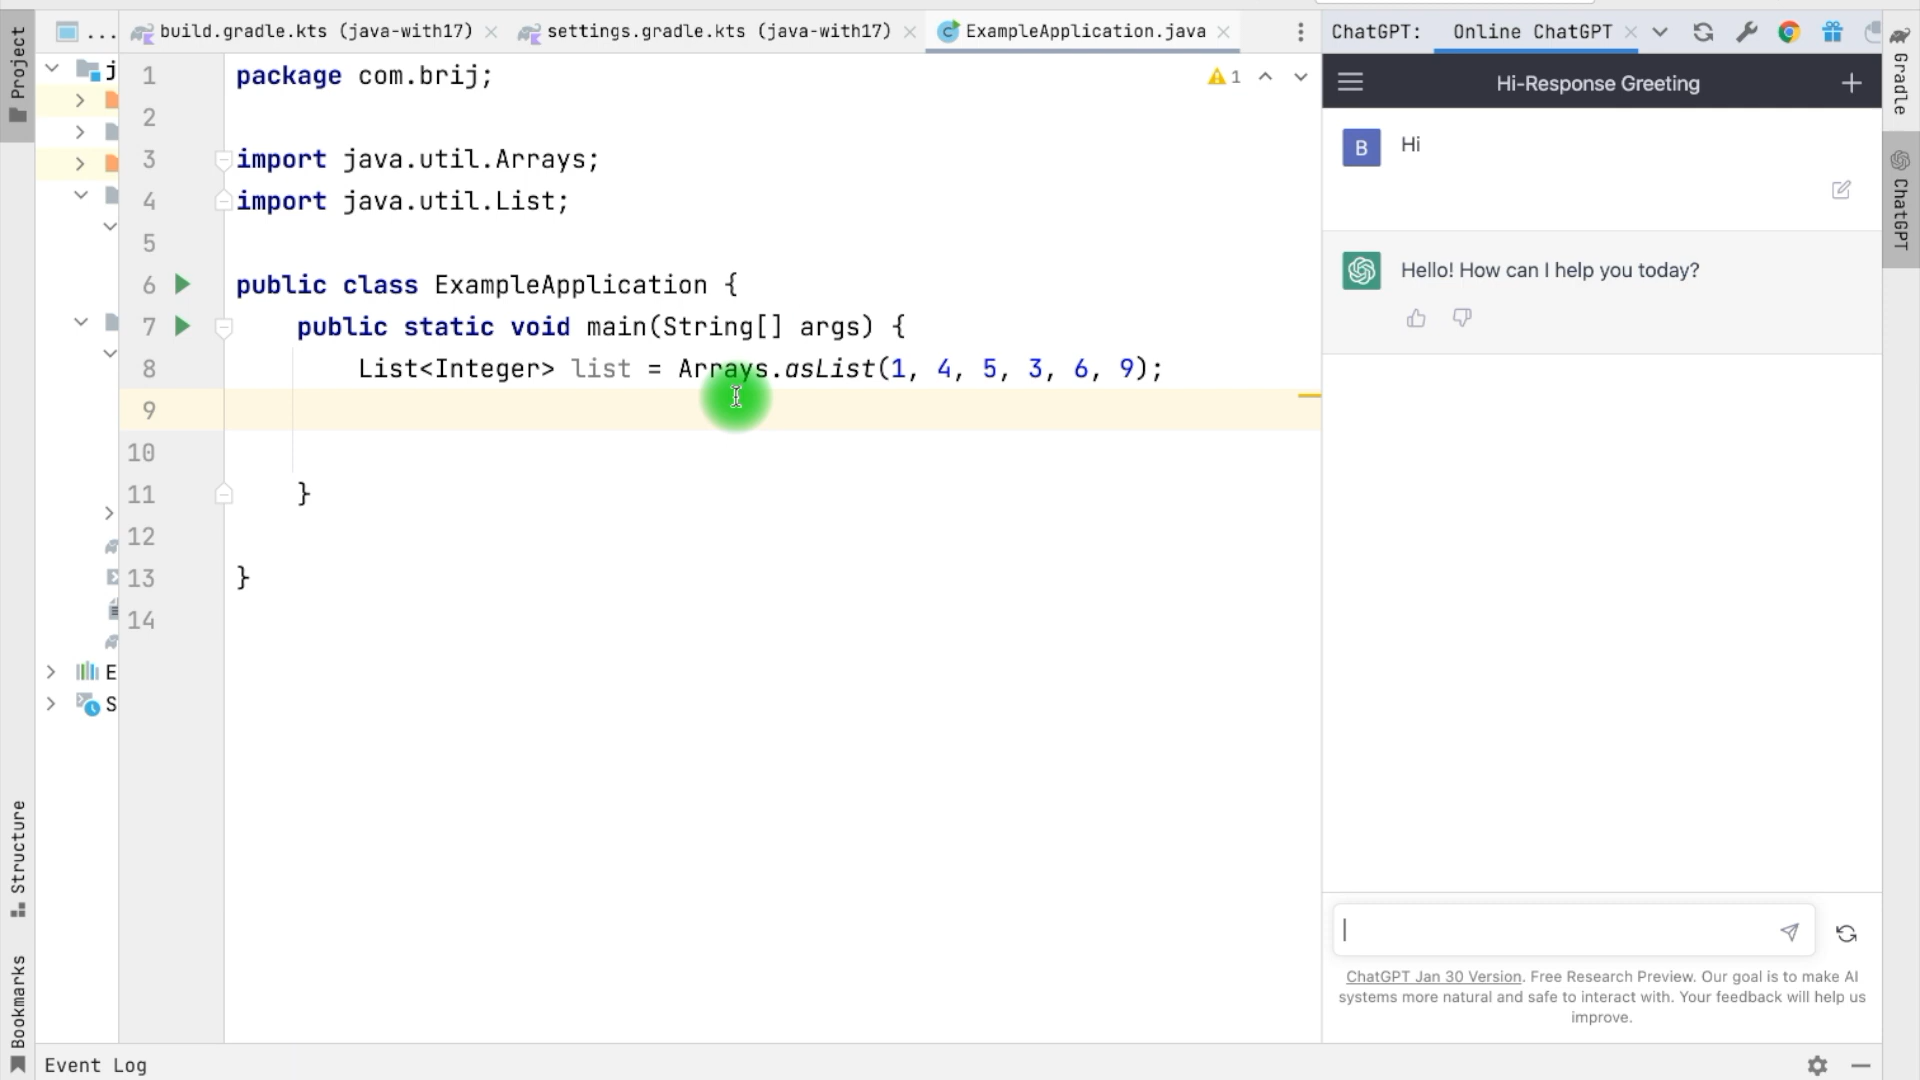 Project
...
build.gradle.kts (java-with17)
settings.gradle.kts (java-with17)
ExampleApplication.java
ChatGPT:
Online ChatGPT
Gradle
ChatGPT
j
E
S
Structure
Bookmarks
1 package com.brij;
2
3 import java.util.Arrays;
4 import java.util.List;
5
6 public class ExampleApplication {
7 public static void main(String[] args) {
8 List<Integer> list = Arrays.asList(1, 4, 5, 3, 6, 9);
9
10
11 }
12
13 }
14
1
Hi-Response Greeting
B
Hi
Hello! How can I help you today?
ChatGPT Jan 30 Version. Free Research Preview. Our goal is to make AI
systems more natural and safe to interact with. Your feedback will help us
improve.
Event Log